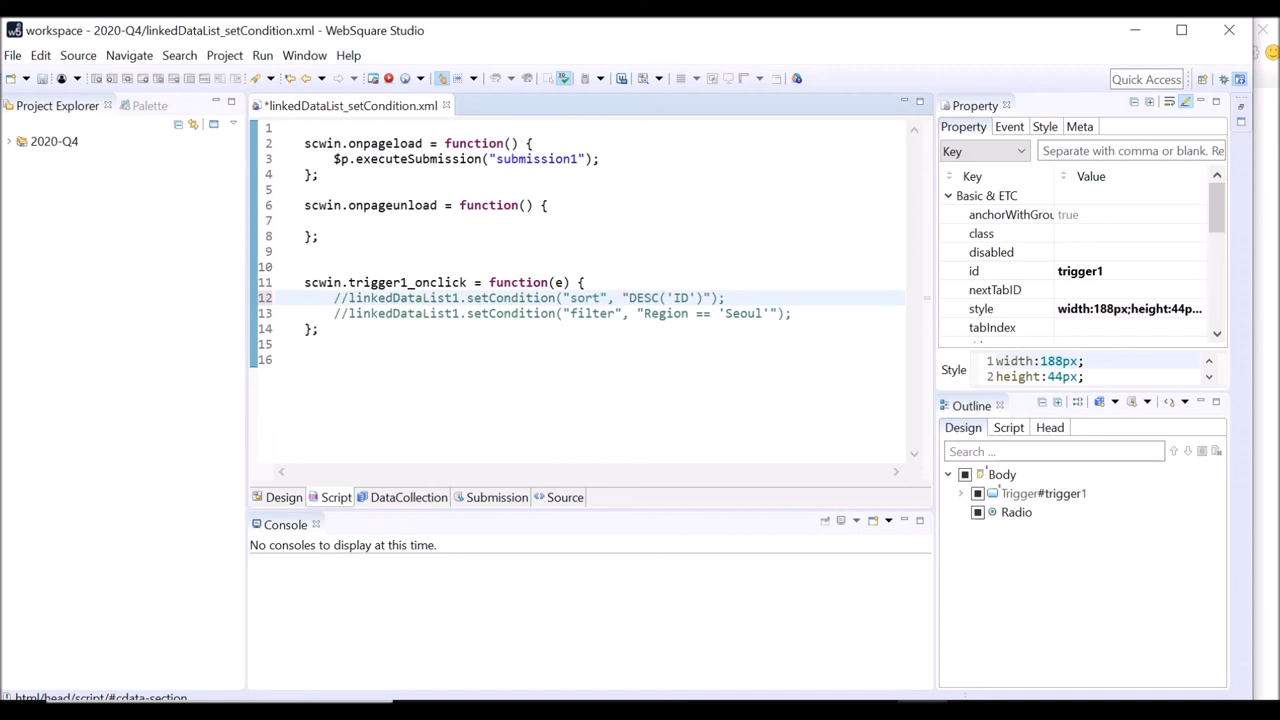 workspace - 2020-Q4/linkedDataList_setCondition.xml - WebSquare Studio
File Edit Source Navigate Search Project Run Window Help
Quick Access
Project Explorer
Palette
2020-Q4
*linkedDataList_setCondition.xml
1
2 scwin.onpageload = function() {
3 $p.executeSubmission("submission1");
4 };
5
6 scwin.onpageunload = function() {
7
8 };
9
10
11 scwin.trigger1_onclick = function(e) {
12 //linkedDataList1.setCondition("sort", "DESC('ID')");
13 //linkedDataList1.setCondition("filter", "Region == 'Seoul'");
14 };
15
16
Design Script DataCollection Submission Source
Console
No consoles to display at this time.
Property
Property Event Style Meta
Key Separate with comma or blank. Re
Key Value
Basic & ETC
anchorWithGrou true
class
disabled
id trigger1
nextTabID
style width:188px;height:44p...
tabIndex
Style
1 width:188px;
2 height:44px;
Outline
Design Script Head
Search ...
Body
Trigger#trigger1
Radio
html/head/script/#cdata-section